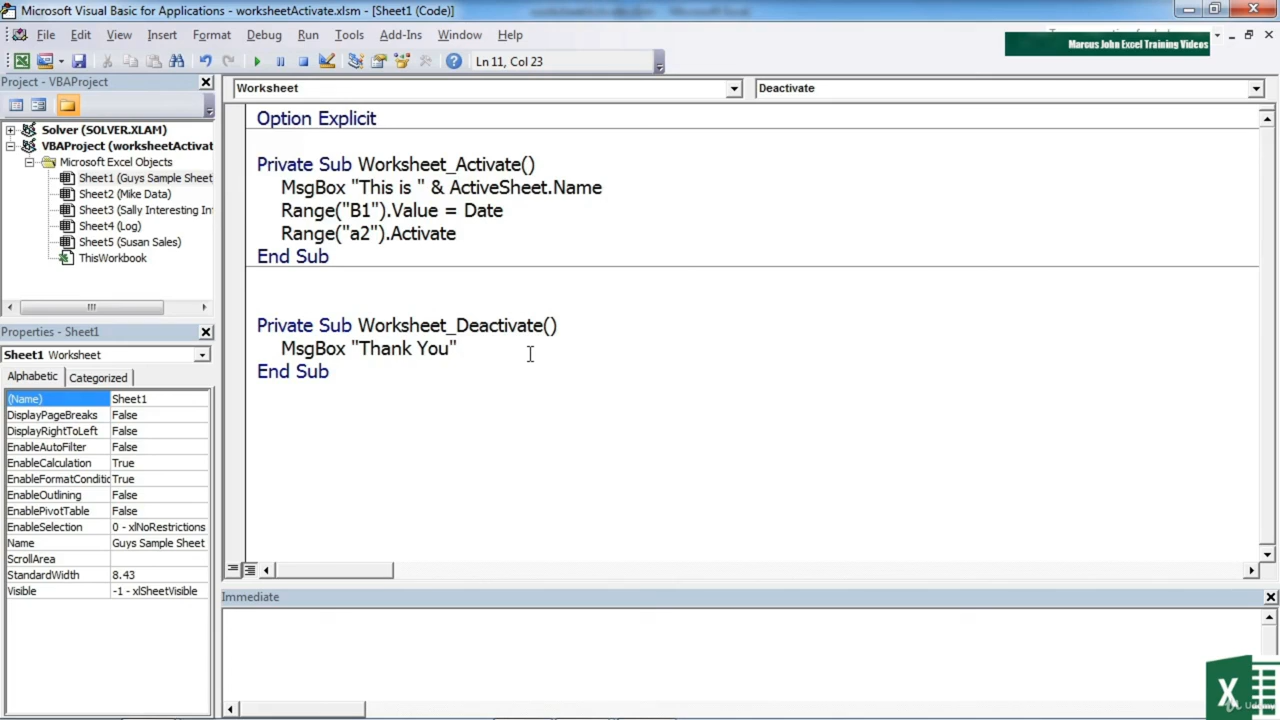 Microsoft Visual Basic for Applications - worksheetActivate.xlsm - [Sheet1 (Code)]
File Edit View Insert Format Debug Run Tools Add-Ins Window Help
Marcus John Excel Training Videos
Ln 11, Col 23
Project - VBAProject
Worksheet
Deactivate
Solver (SOLVER.XLAM)
VBAProject (worksheetActivat
Microsoft Excel Objects
Sheet1 (Guys Sample Sheet
Sheet2 (Mike Data)
Sheet3 (Sally Interesting In
Sheet4 (Log)
Sheet5 (Susan Sales)
ThisWorkbook
Option Explicit
Private Sub Worksheet_Activate()
MsgBox "This is " & ActiveSheet.Name
Range("B1").Value = Date
Range("a2").Activate
End Sub
Private Sub Worksheet_Deactivate()
MsgBox "Thank You"
End Sub
Properties - Sheet1
Sheet1 Worksheet
Alphabetic Categorized
(Name) Sheet1
DisplayPageBreaks False
DisplayRightToLeft False
EnableAutoFilter False
EnableCalculation True
EnableFormatConditic True
EnableOutlining False
EnablePivotTable False
EnableSelection 0 - xlNoRestrictions
Name Guys Sample Sheet
ScrollArea
StandardWidth 8.43
Visible -1 - xlSheetVisible
Immediate
Udemy